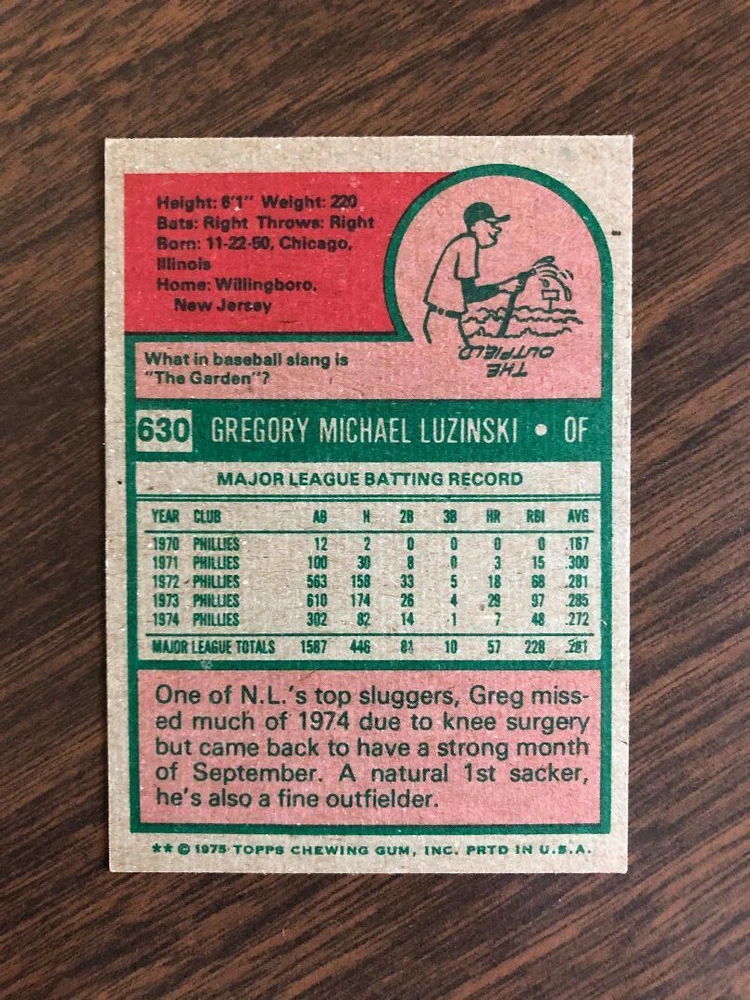 Height: 6'1" Weight: 220
Bats: Right Throws: Right
Born: 11-22-50, Chicago,
Illinois
Home: Willingboro,
New Jersey
THE
OUTFIELD
What in baseball slang is
"The Garden"?
630 GREGORY MICHAEL LUZINSKI • OF
MAJOR LEAGUE BATTING RECORD
YEAR CLUB AB H 2B 3B HR RBI AVG
1970 PHILLIES 12 2 0 0 0 0 .167
1971 PHILLIES 100 30 8 0 3 15 .300
1972 PHILLIES 563 158 33 5 18 68 .281
1973 PHILLIES 610 174 26 4 29 97 .285
1974 PHILLIES 302 82 14 1 7 48 .272
MAJOR LEAGUE TOTALS 1587 446 81 10 57 228 .281
One of N.L.'s top sluggers, Greg miss-
ed much of 1974 due to knee surgery
but came back to have a strong month
of September. A natural 1st sacker,
he's also a fine outfielder.
** © 1975 TOPPS CHEWING GUM, INC. PRTD IN U.S.A.